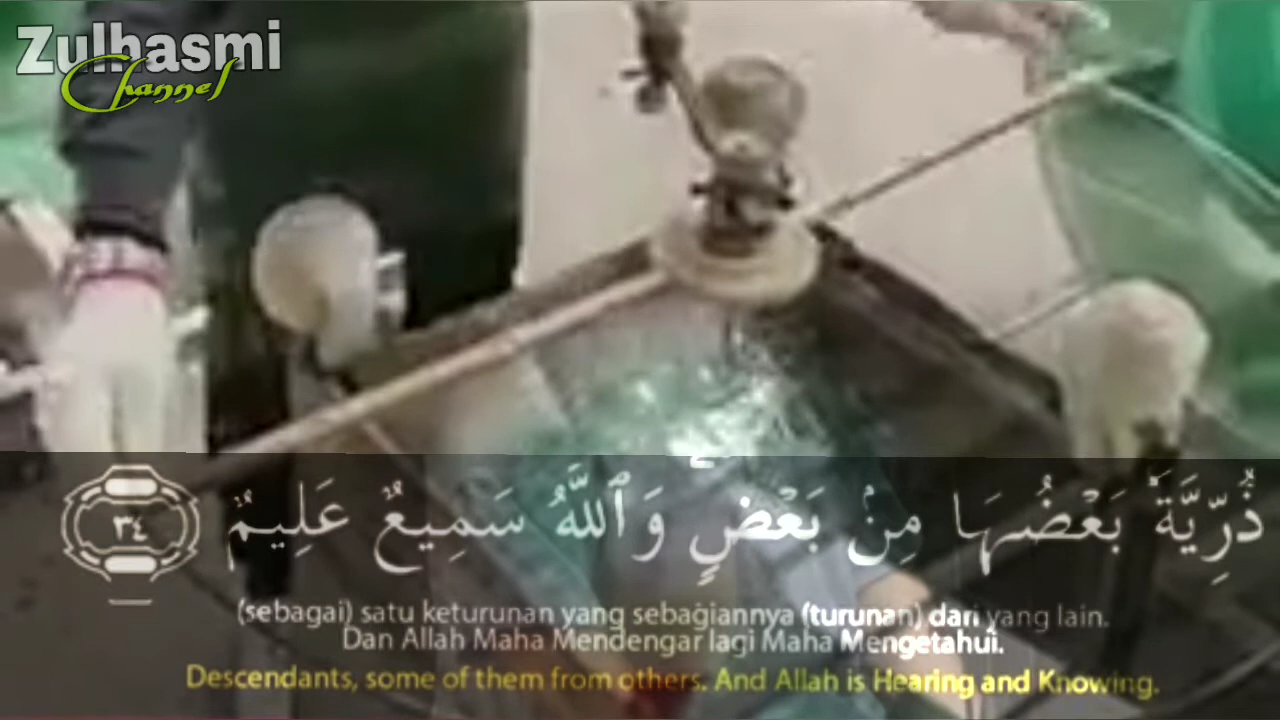 Zulhasmi
Channel
ذُرِّيَّةَۢ بَعْضُهَا مِنۢ بَعْضٍ ۗ وَٱللَّهُ سَمِيعٌ عَلِيمٌ ٣٤
(sebagai) satu keturunan yang sebagiannya (turunan) dari yang lain.
Dan Allah Maha Mendengar lagi Maha Mengetahui.
Descendants, some of them from others. And Allah is Hearing and Knowing.